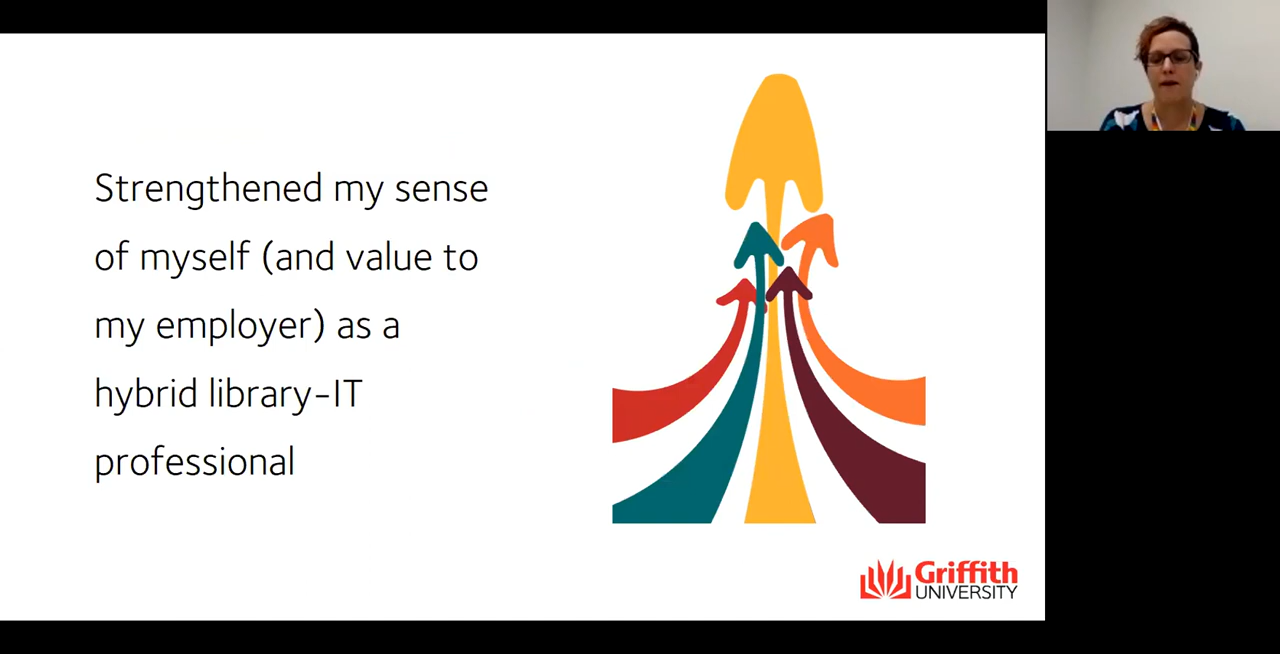 Strengthened my sense
of myself (and value to
my employer) as a
hybrid library-IT
professional
Griffith
UNIVERSITY